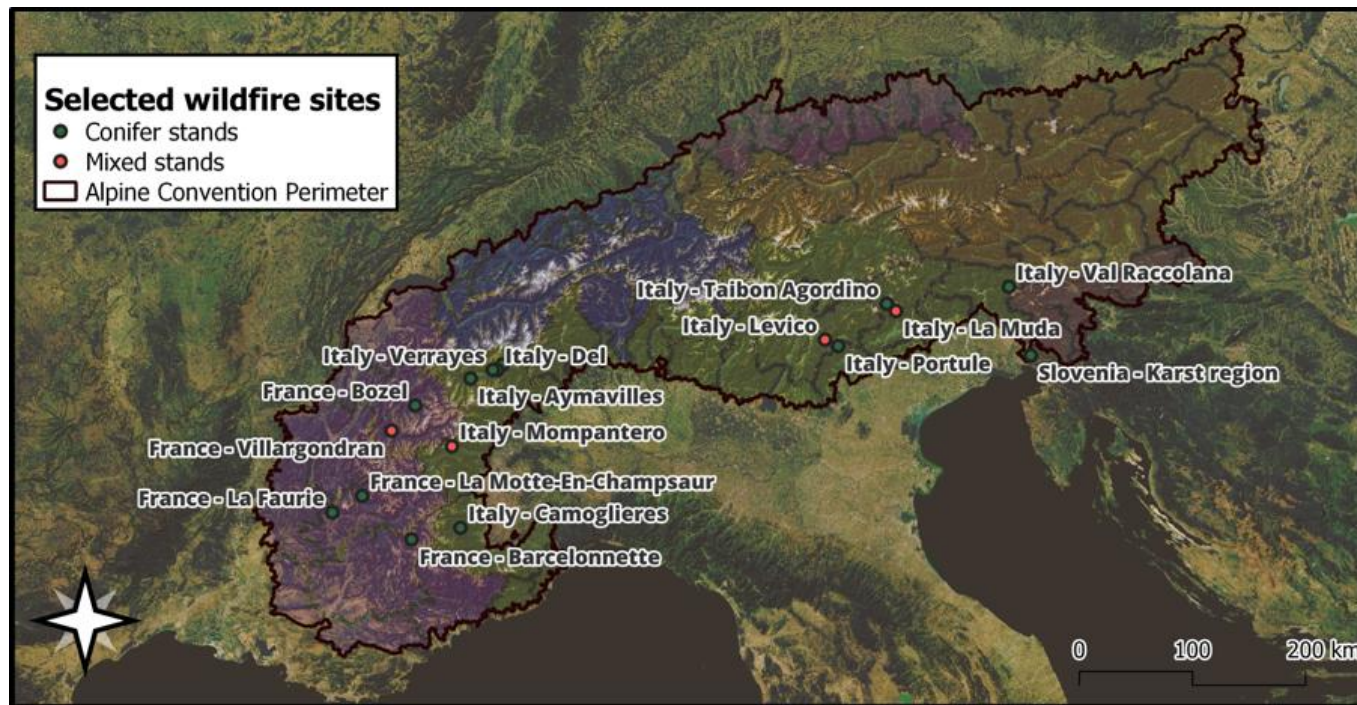 Selected wildfire sites
Conifer stands
Mixed stands
Alpine Convention Perimeter
Italy - Val Raccolana
Italy - Taibon Agordino
Italy - Levico
Italy - La Muda
Italy - Portule
Slovenia - Karst region
Italy - Verrayes
Italy - Del
France - Bozel
Italy - Aymavilles
Italy - Mompantero
France - Villargondran
France - La Motte-En-Champsaur
France - La Faurie
Italy - Camoglieres
France - Barcelonnette
0 100 200 km